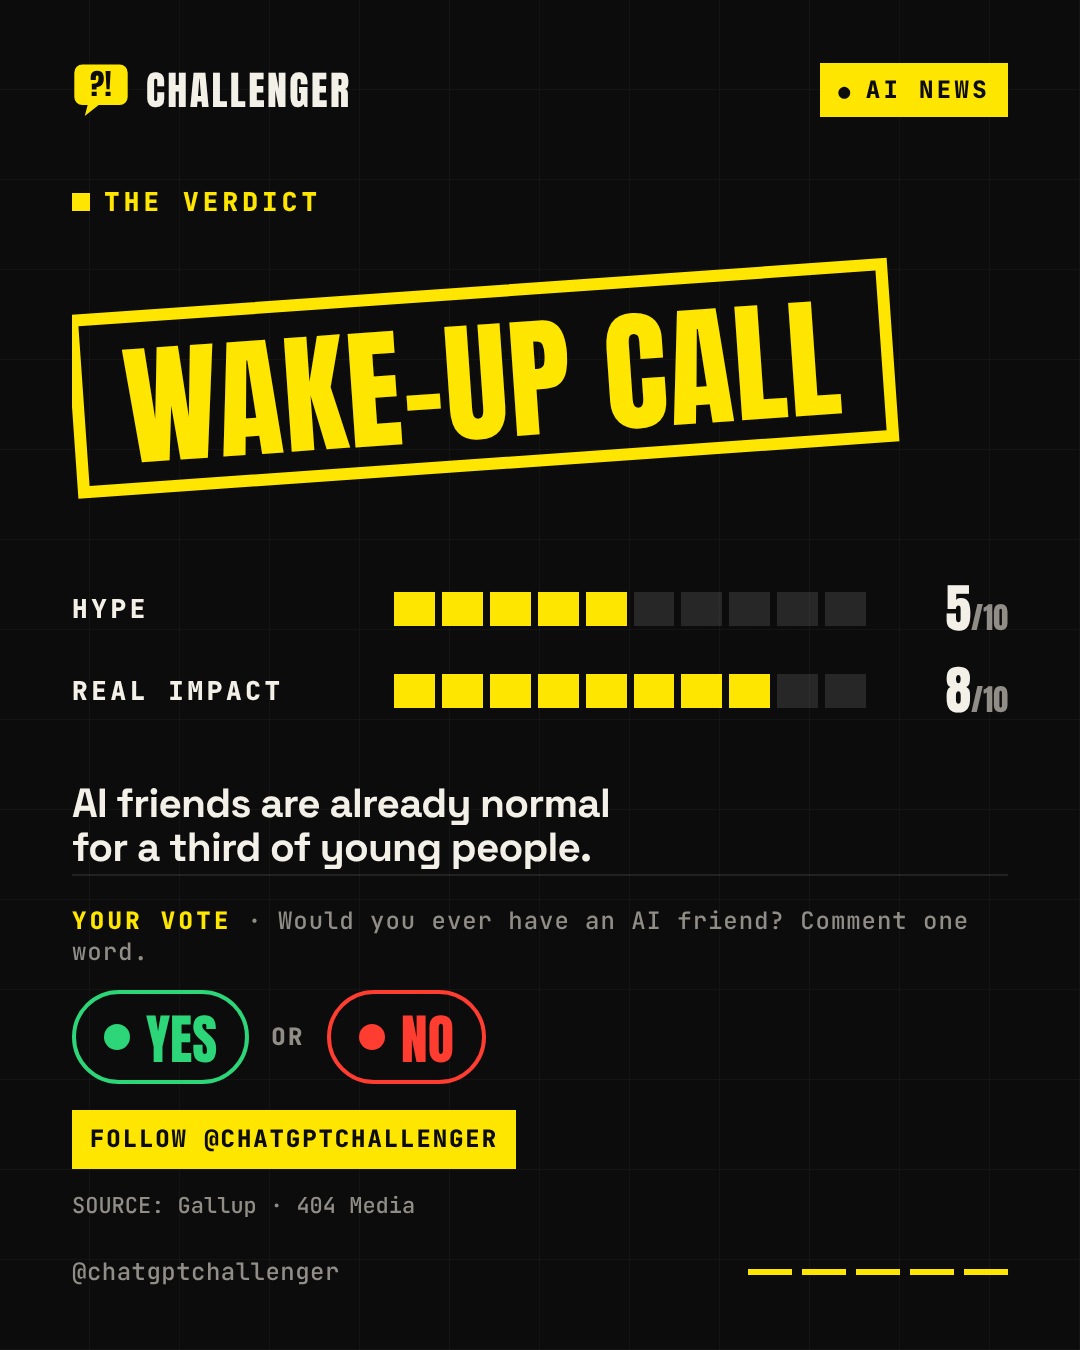 ?!
CHALLENGER
● AI NEWS
THE VERDICT
WAKE-UP CALL
HYPE
5/10
REAL IMPACT
8/10
AI friends are already normal
for a third of young people.
YOUR VOTE · Would you ever have an AI friend? Comment one
word.
YES OR NO
FOLLOW @CHATGPTCHALLENGER
SOURCE: Gallup · 404 Media
@chatgptchallenger